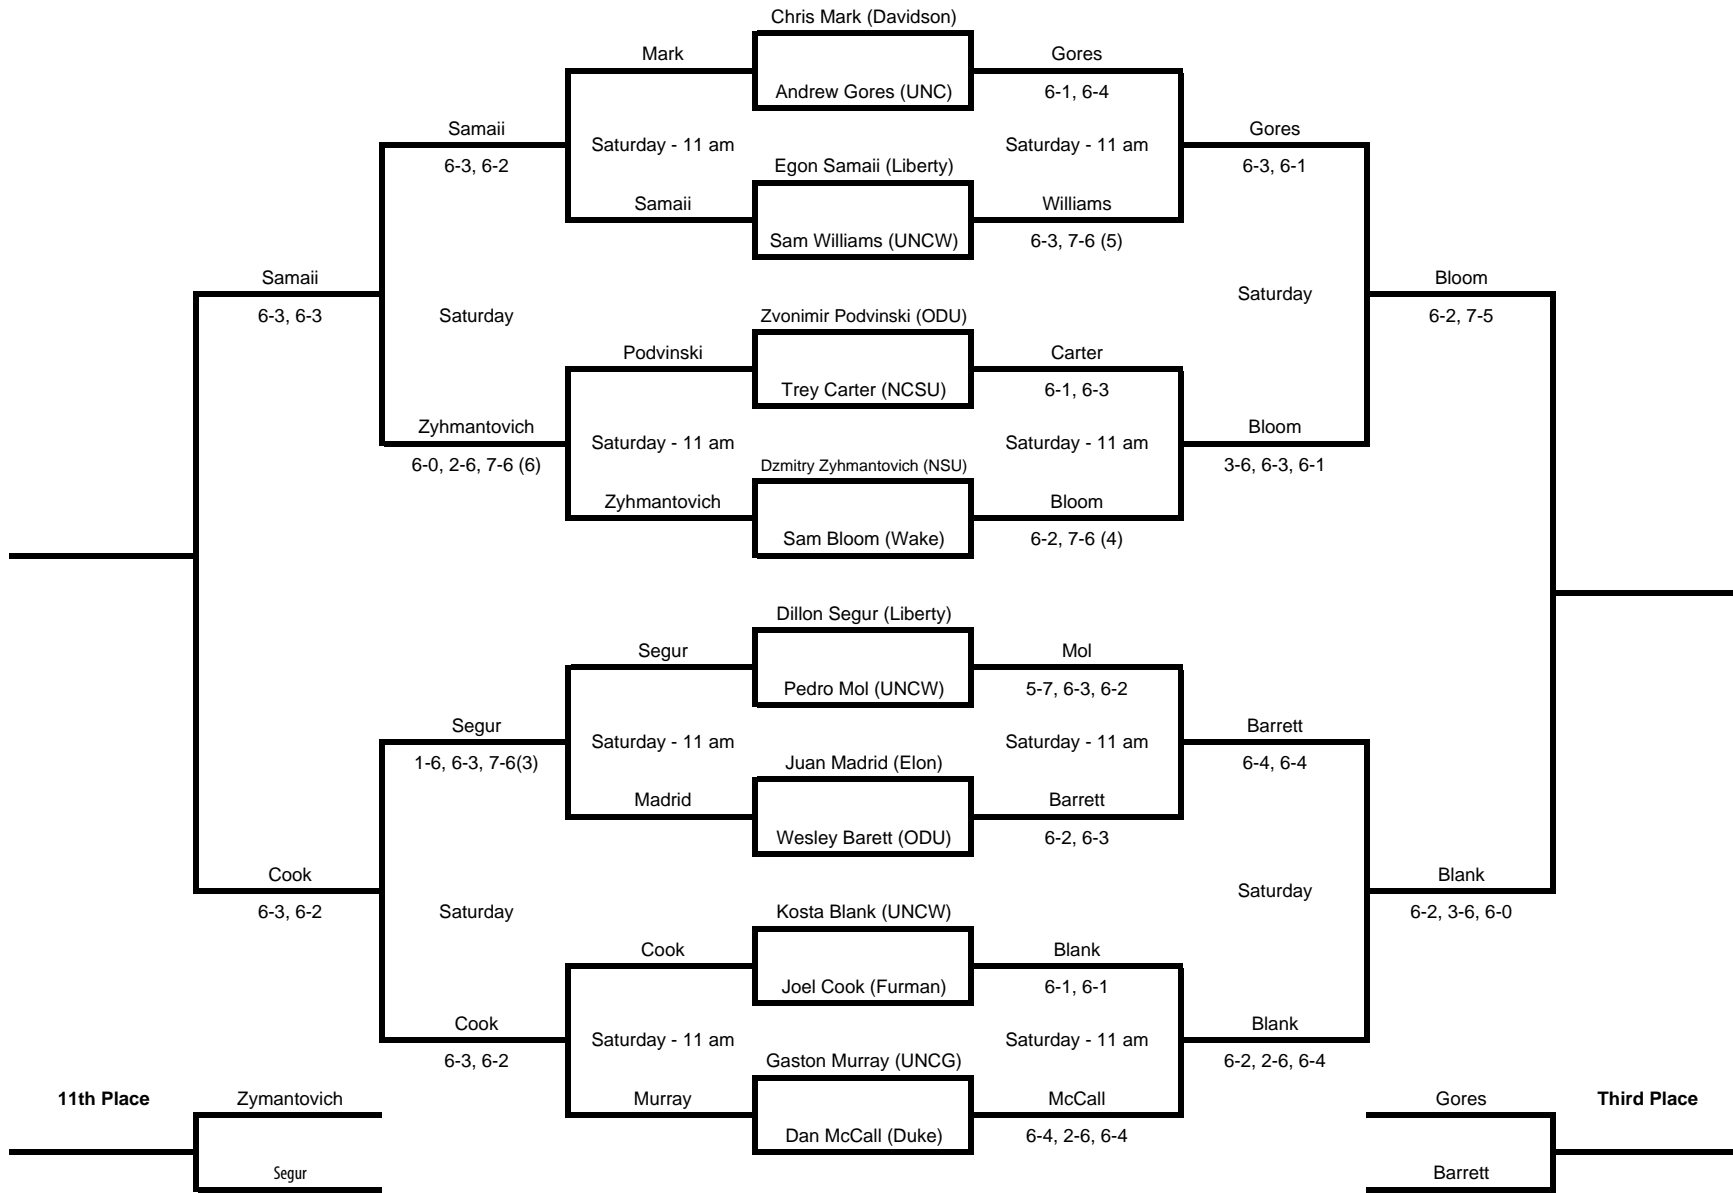 Chris Mark (Davidson)
Mark
Gores
Andrew Gores (UNC)
6-1, 6-4
Samaii
Gores
Saturday - 11 am
Saturday - 11 am
6-3, 6-2
Egon Samaii (Liberty)
6-3, 6-1
Samaii
Williams
Sam Williams (UNCW)
6-3, 7-6 (5)
Samaii
Bloom
Saturday
6-3, 6-3
Saturday
Zvonimir Podvinski (ODU)
6-2, 7-5
Podvinski
Carter
Trey Carter (NCSU)
6-1, 6-3
Zyhmantovich
Bloom
Saturday - 11 am
Saturday - 11 am
6-0, 2-6, 7-6 (6)
Dzmitry Zyhmantovich (NSU)
3-6, 6-3, 6-1
Zyhmantovich
Bloom
Sam Bloom (Wake)
6-2, 7-6 (4)
Dillon Segur (Liberty)
Segur
Mol
Pedro Mol (UNCW)
5-7, 6-3, 6-2
Segur
Barrett
Saturday - 11 am
Saturday - 11 am
1-6, 6-3, 7-6(3)
Juan Madrid (Elon)
6-4, 6-4
Madrid
Barrett
Wesley Barett (ODU)
6-2, 6-3
Cook
Blank
Saturday
6-3, 6-2
Saturday
Kosta Blank (UNCW)
6-2, 3-6, 6-0
Cook
Blank
Joel Cook (Furman)
6-1, 6-1
Cook
Blank
Saturday - 11 am
Saturday - 11 am
6-3, 6-2
Gaston Murray (UNCG)
6-2, 2-6, 6-4
11th Place
Zymantovich
Murray
McCall
Gores
Third Place
Dan McCall (Duke)
6-4, 2-6, 6-4
Segur
Barrett